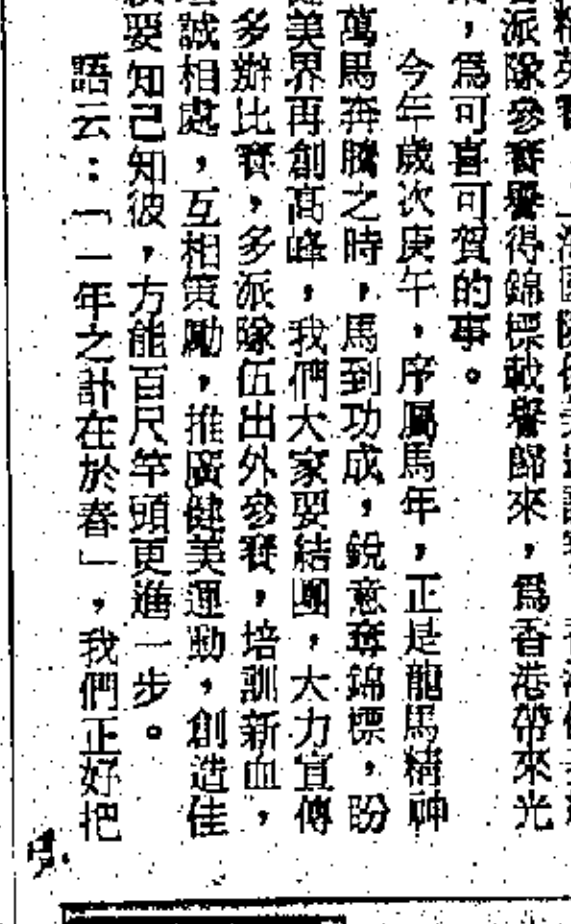 派隊參賽譽得錦標戰譽歸來，爲香港帶來光
，爲可喜可賀的事。
今年歲次庚午，序屬馬年，正是龍馬精神
萬馬奔騰之時，馬到功成，銳意奪錦標，盼
美界再創高峰，我們大家要結團，大力宣傳
多辦比賽，多派隊伍出外參賽，培訓新血，
誠相處，互相策勵，推廣健美運動，創造佳
要知己知彼，方能百尺竿頭更進一步。
語云：「一年之計在於春」，我們正好把